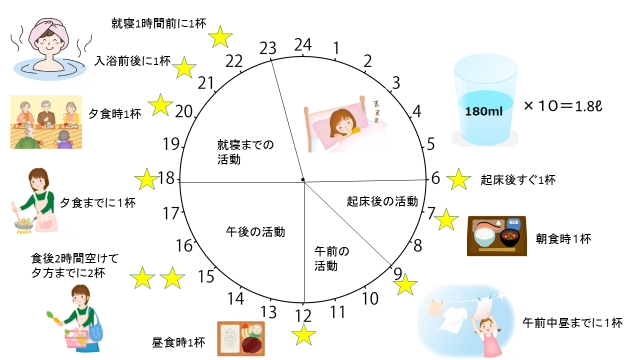 就寝1時間前に1杯
入浴前後に1杯
夕食時1杯
夕食までに1杯
食後2時間空けて
夕方までに2杯
昼食時1杯
24
1
2
3
4
5
6
7
8
9
10
11
12
13
14
15
16
17
18
19
20
21
22
23
z z z
就寝までの
活動
起床後の活動
午前の
活動
午後の活動
180ml
×10=1.8ℓ
起床後すぐ1杯
朝食時1杯
午前中昼までに1杯